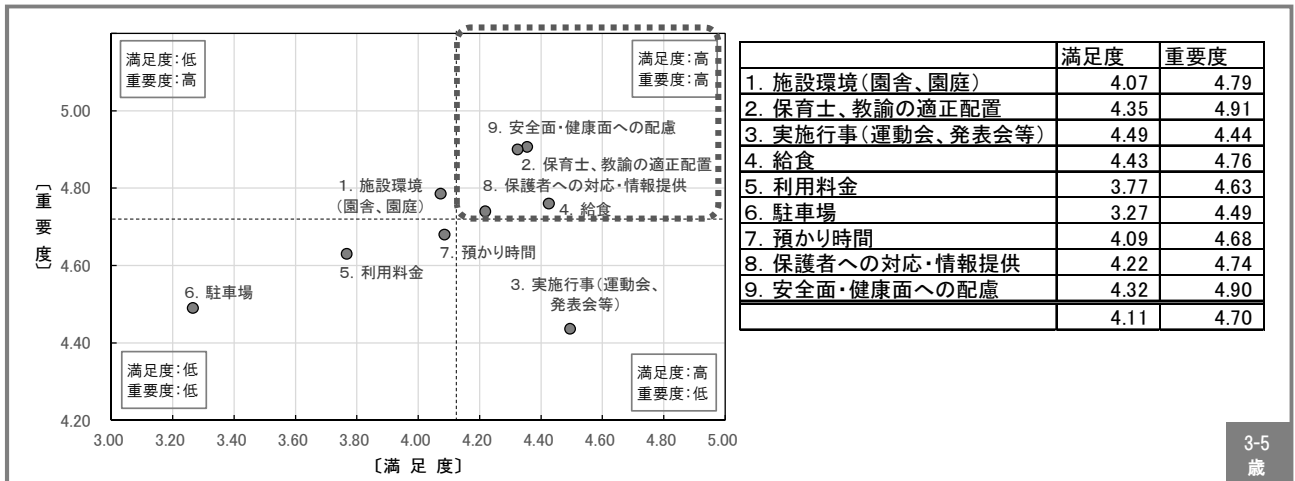 満足度:低
重要度:高
満足度:高
重要度:高
5.00
4.80
4.60
4.40
4.20
〔重要度〕
9. 安全面・健康面への配慮
2. 保育士、教諭の適正配置
1. 施設環境
(園舎、園庭)
8. 保護者への対応・情報提供
4. 給食
7. 預かり時間
5. 利用料金
6. 駐車場
3. 実施行事(運動会、
発表会等)
満足度:低
重要度:低
満足度:高
重要度:低
3.00 3.20 3.40 3.60 3.80 4.00 4.20 4.40 4.60 4.80 5.00
〔満 足 度〕
満足度 重要度
1. 施設環境(園舎、園庭) 4.07 4.79
2. 保育士、教諭の適正配置 4.35 4.91
3. 実施行事(運動会、発表会等) 4.49 4.44
4. 給食 4.43 4.76
5. 利用料金 3.77 4.63
6. 駐車場 3.27 4.49
7. 預かり時間 4.09 4.68
8. 保護者への対応・情報提供 4.22 4.74
9. 安全面・健康面への配慮 4.32 4.90
4.11 4.70
3-5
歳